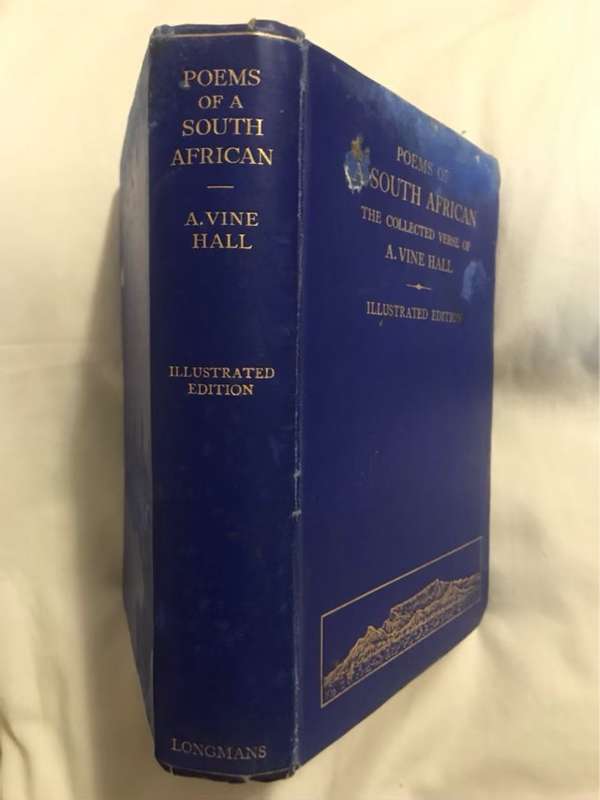 POEMS
OF A
SOUTH
AFRICAN
A. VINE
HALL
ILLUSTRATED
EDITION
LONGMANS
POEMS OF
A SOUTH AFRICAN
THE COLLECTED VERSE OF
A. VINE HALL
ILLUSTRATED EDITION